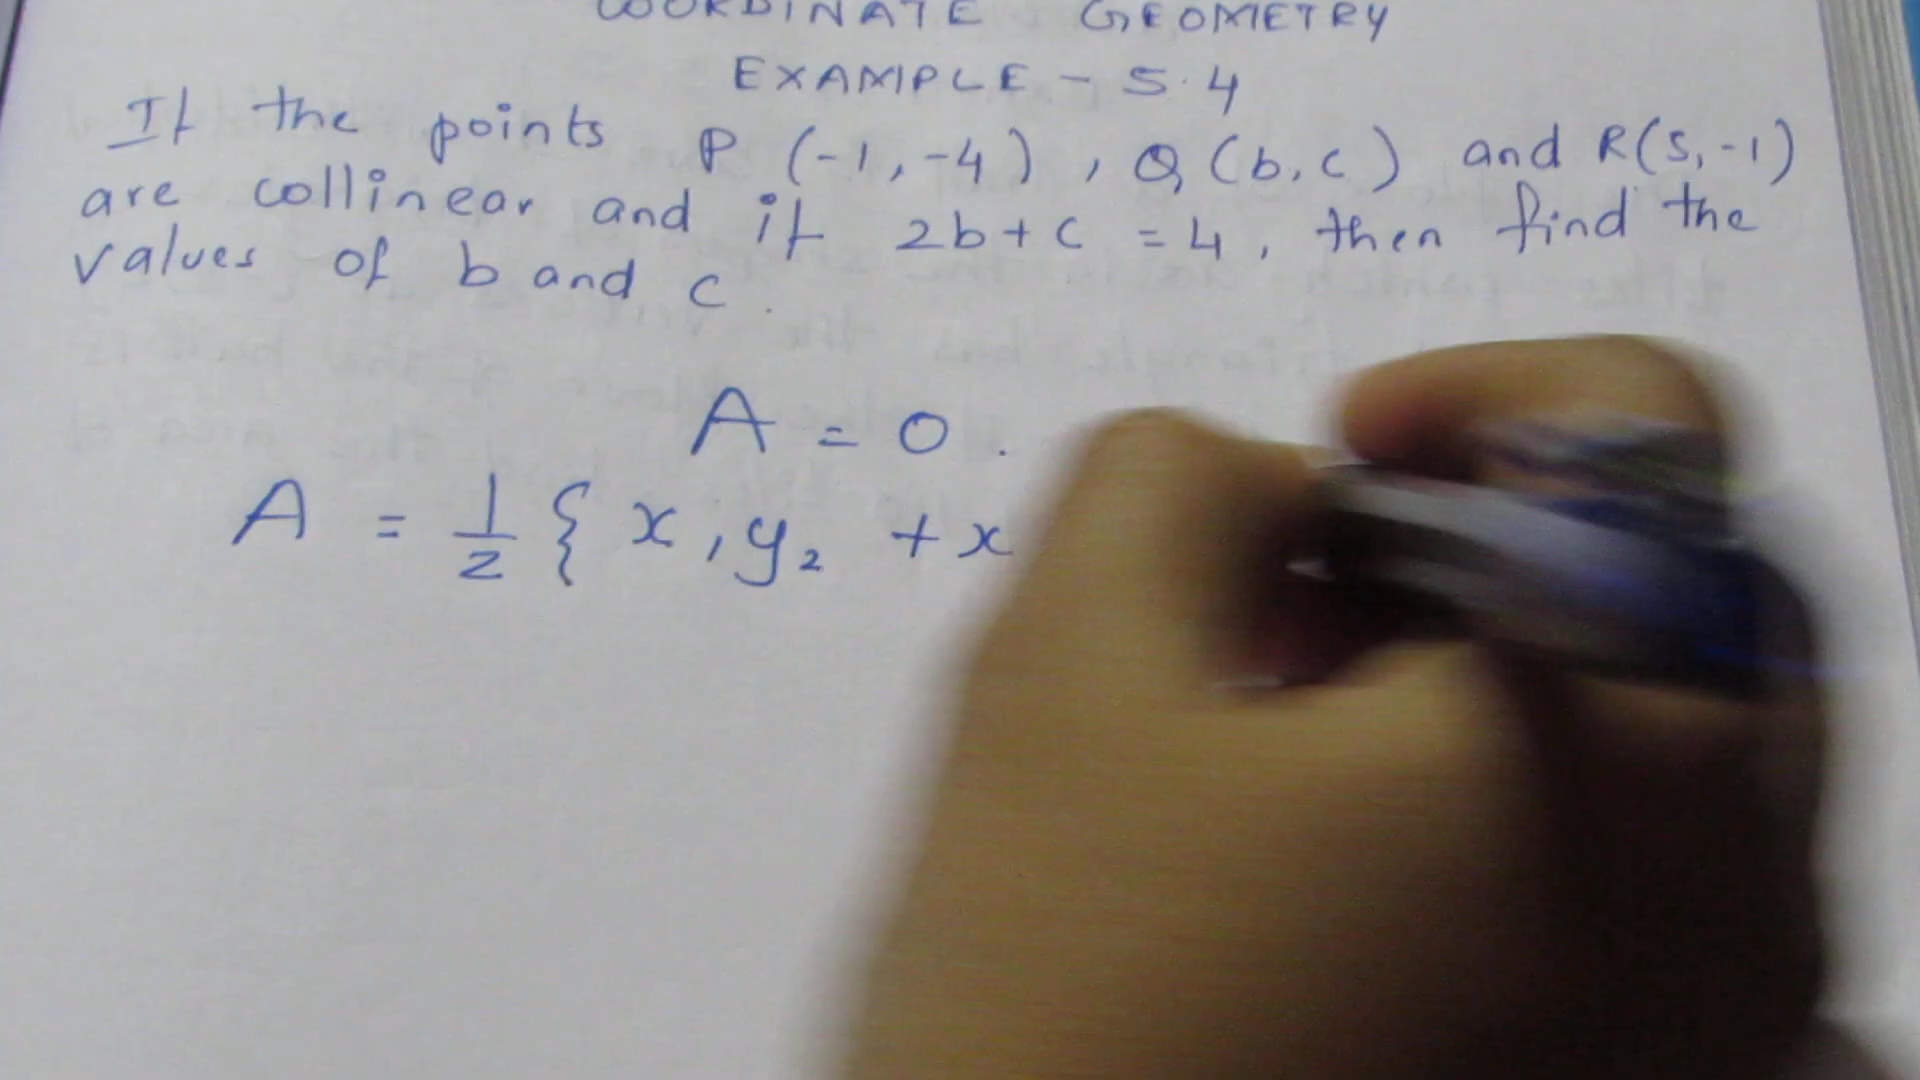 COORDINATE GEOMETRY
EXAMPLE - 5.4
If the points P (-1, -4), Q (b, c) and R(5, -1)
are collinear and if 2b + c = 4, then find the
values of b and c.
A = 0.
A = 1/2 { x₁y₂ + x